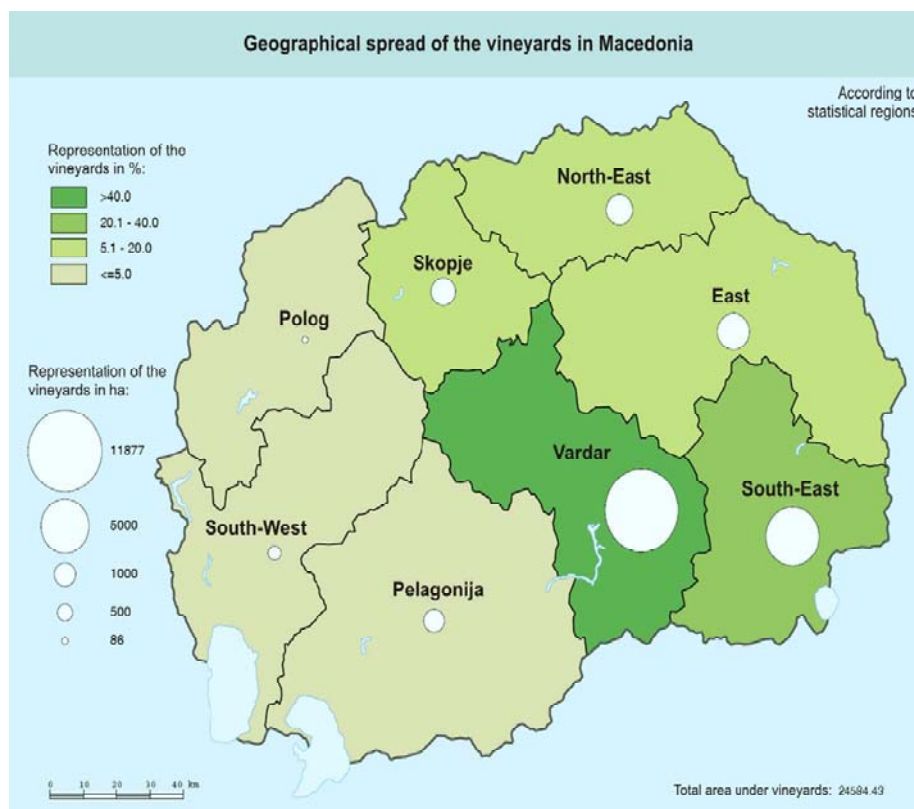 Geographical spread of the vineyards in Macedonia
According to
statistical regions
Representation of the
vineyards in %:
>40.0
20.1 - 40.0
5.1 - 20.0
<=5.0
North-East
Skopje
East
Polog
Representation of the
vineyards in ha:
11877
5000
1000
500
86
Vardar
South-East
South-West
Pelagonija
0 10 20 30 40 km
Total area under vineyards: 24584.43